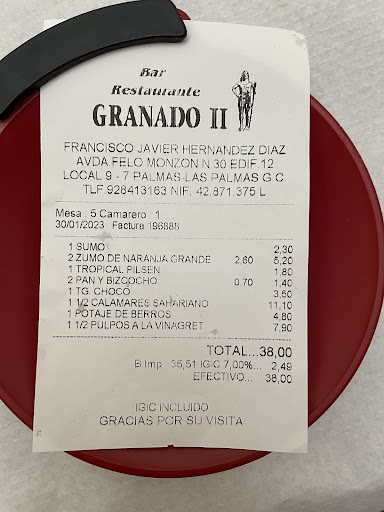 Bar
Restaurante
GRANADO II
FRANCISCO JAVIER HERNANDEZ DIAZ
AVDA.FELO MONZON N 30 EDIF.12
LOCAL 9 - 7 PALMAS-LAS PALMAS G.C.
TLF.928413163 NIF. 42.871.375 L
Mesa : 5 Camarero : 1
30/01/2023 Factura 196888
1 SUMO 2,30
2 ZUMO DE NARANJA GRANDE 2,60 5,20
1 TROPICAL PILSEN 1,80
2 PAN Y BIZCOCHO 0,70 1,40
1 TG. CHOCO 3,50
1 1/2 CALAMARES SAHARIANO 11,10
1 POTAJE DE BERROS 4,80
1 1/2 PULPOS A LA VINAGRET 7,90
TOTAL...38,00
B.Imp. 35,51 IGIC 7,00%... 2,49
EFECTIVO... 38,00
IGIC INCLUIDO
GRACIAS POR SU VISITA